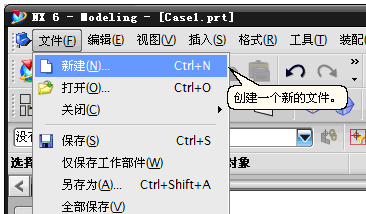 NX 6 - Modeling - [Case1.prt]
文件(F) 编辑(E) 视图(V) 插入(S) 格式(R) 工具(T) 装配
新建(N)... Ctrl+N
创建一个新的文件。
打开(O)... Ctrl+O
关闭(C)
没有
保存(S) Ctrl+S
选择 仅保存工作部件(W) 对象
另存为(A)... Ctrl+Shift+A
全部保存(V)